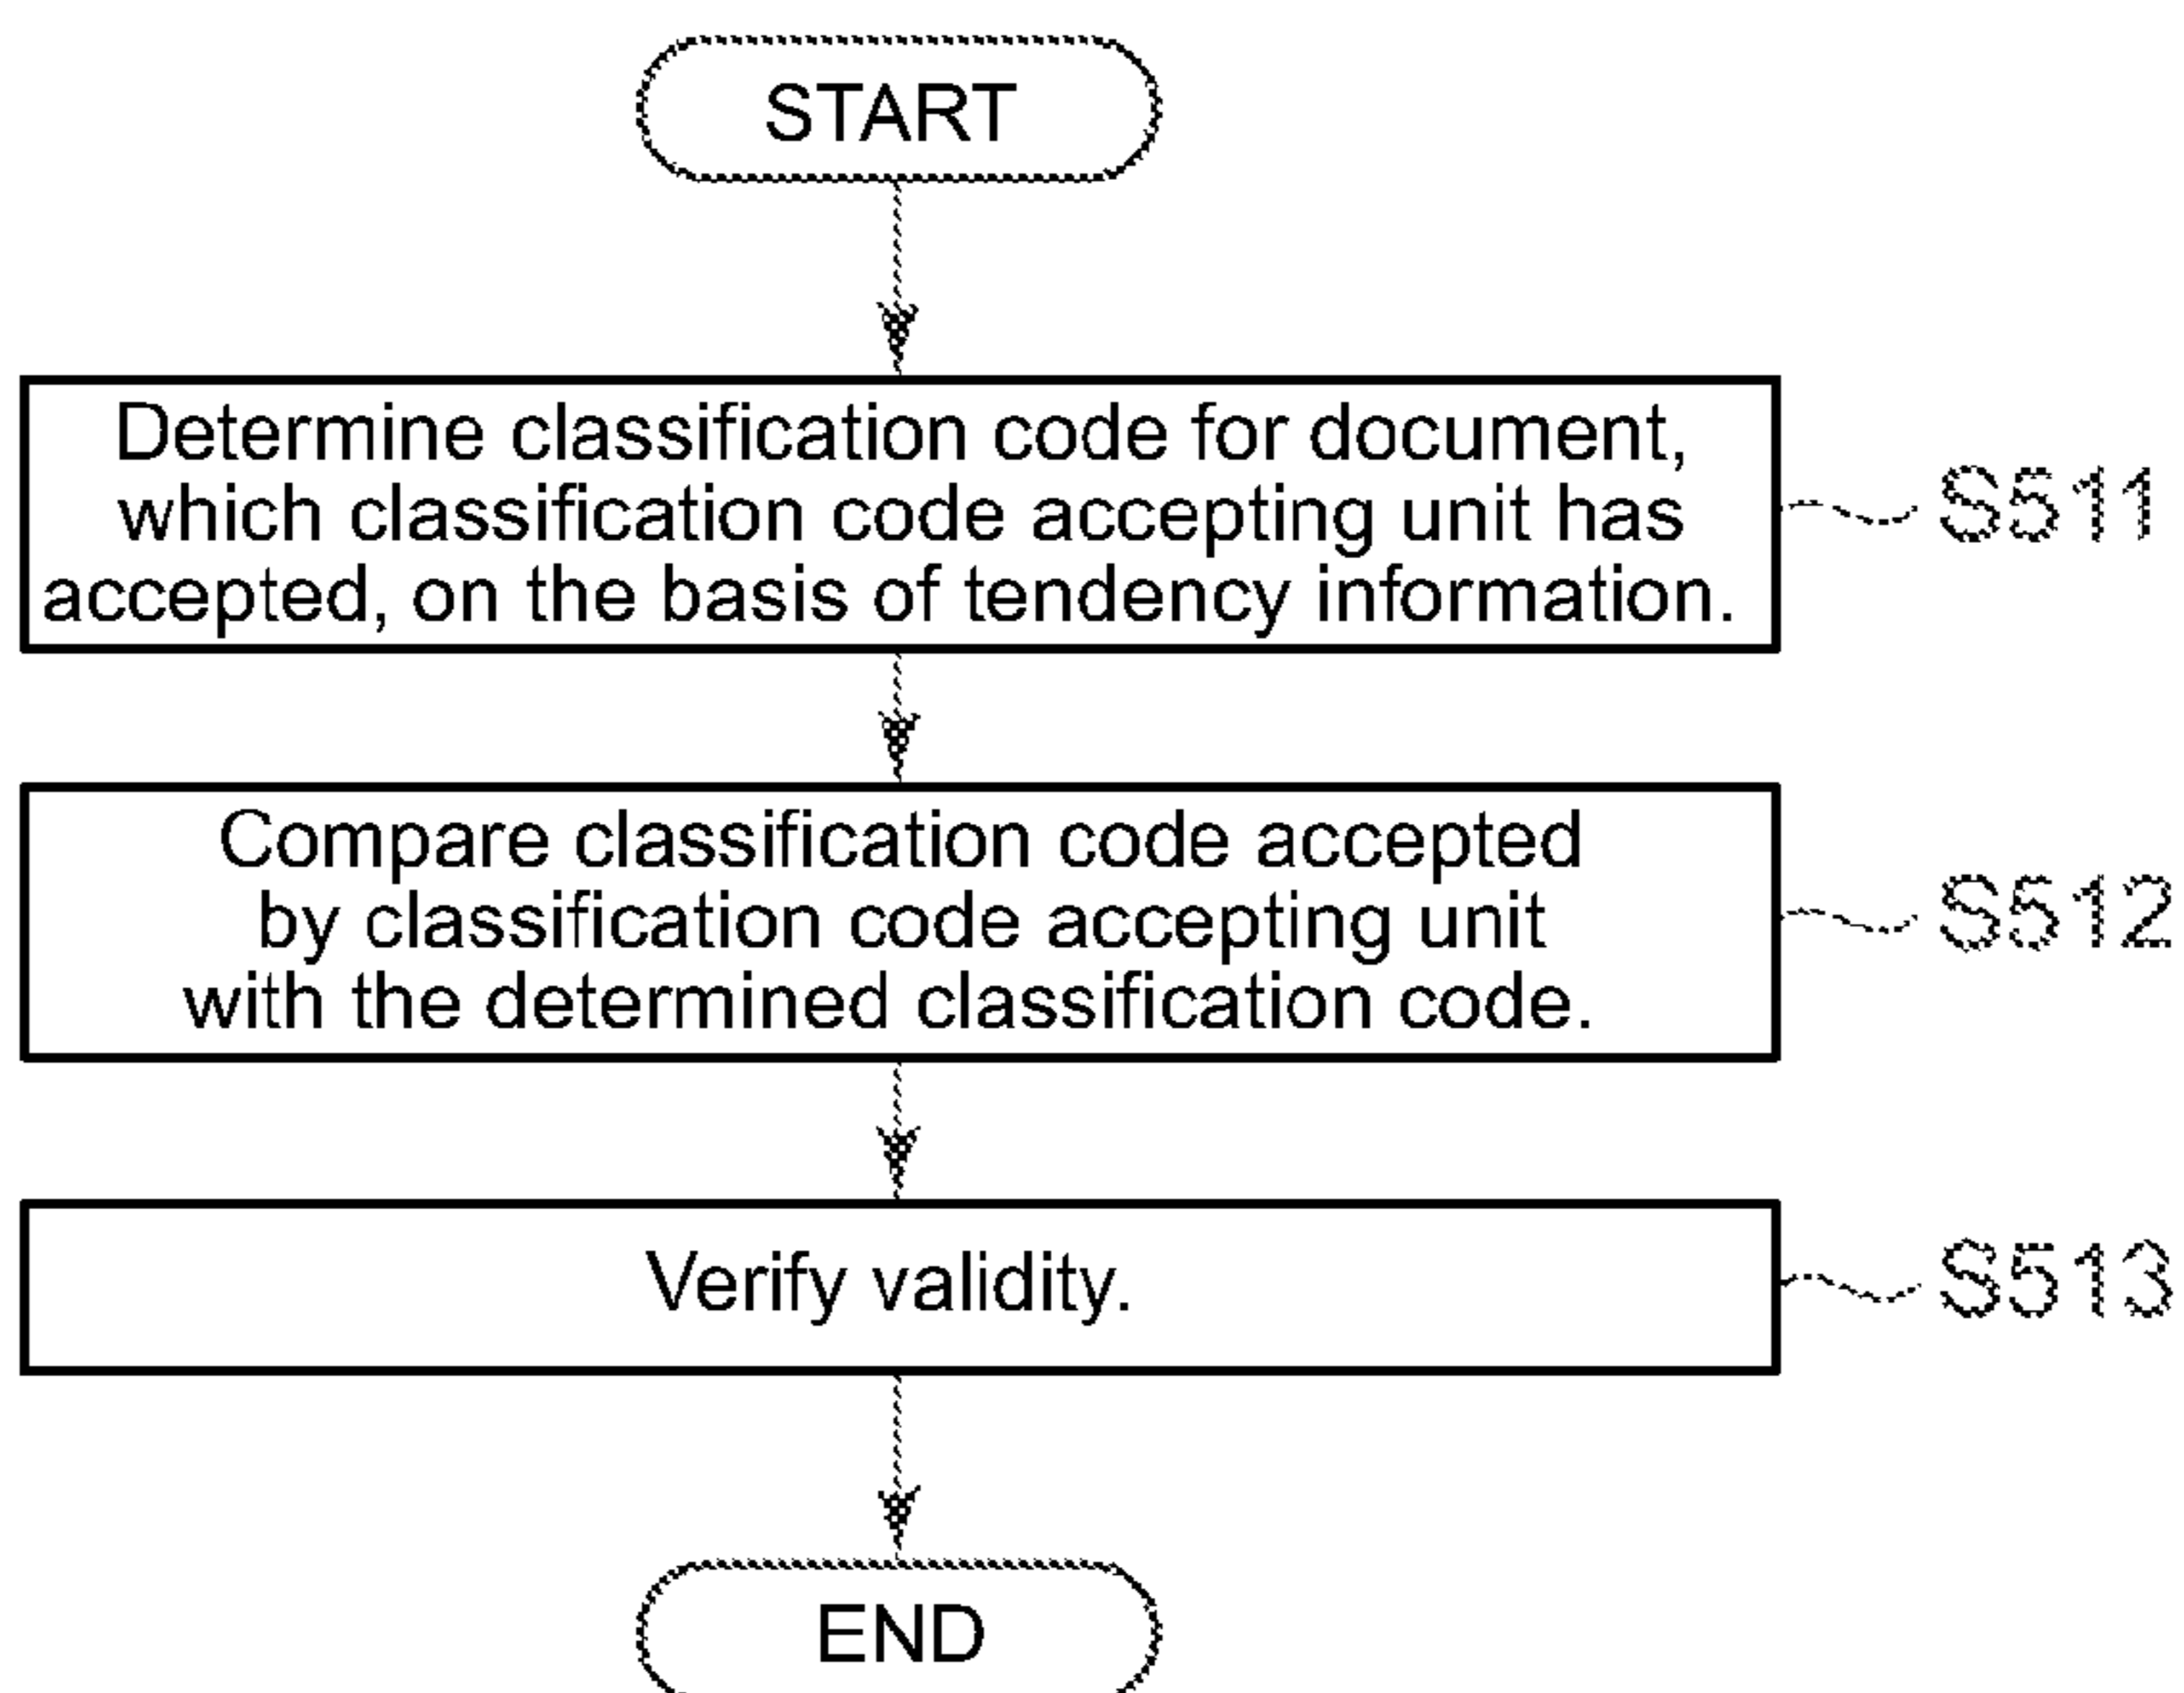 START
Determine classification code for document,
which classification code accepting unit has
accepted, on the basis of tendency information.
S511
Compare classification code accepted
by classification code accepting unit
with the determined classification code.
S512
Verify validity.
S513
END